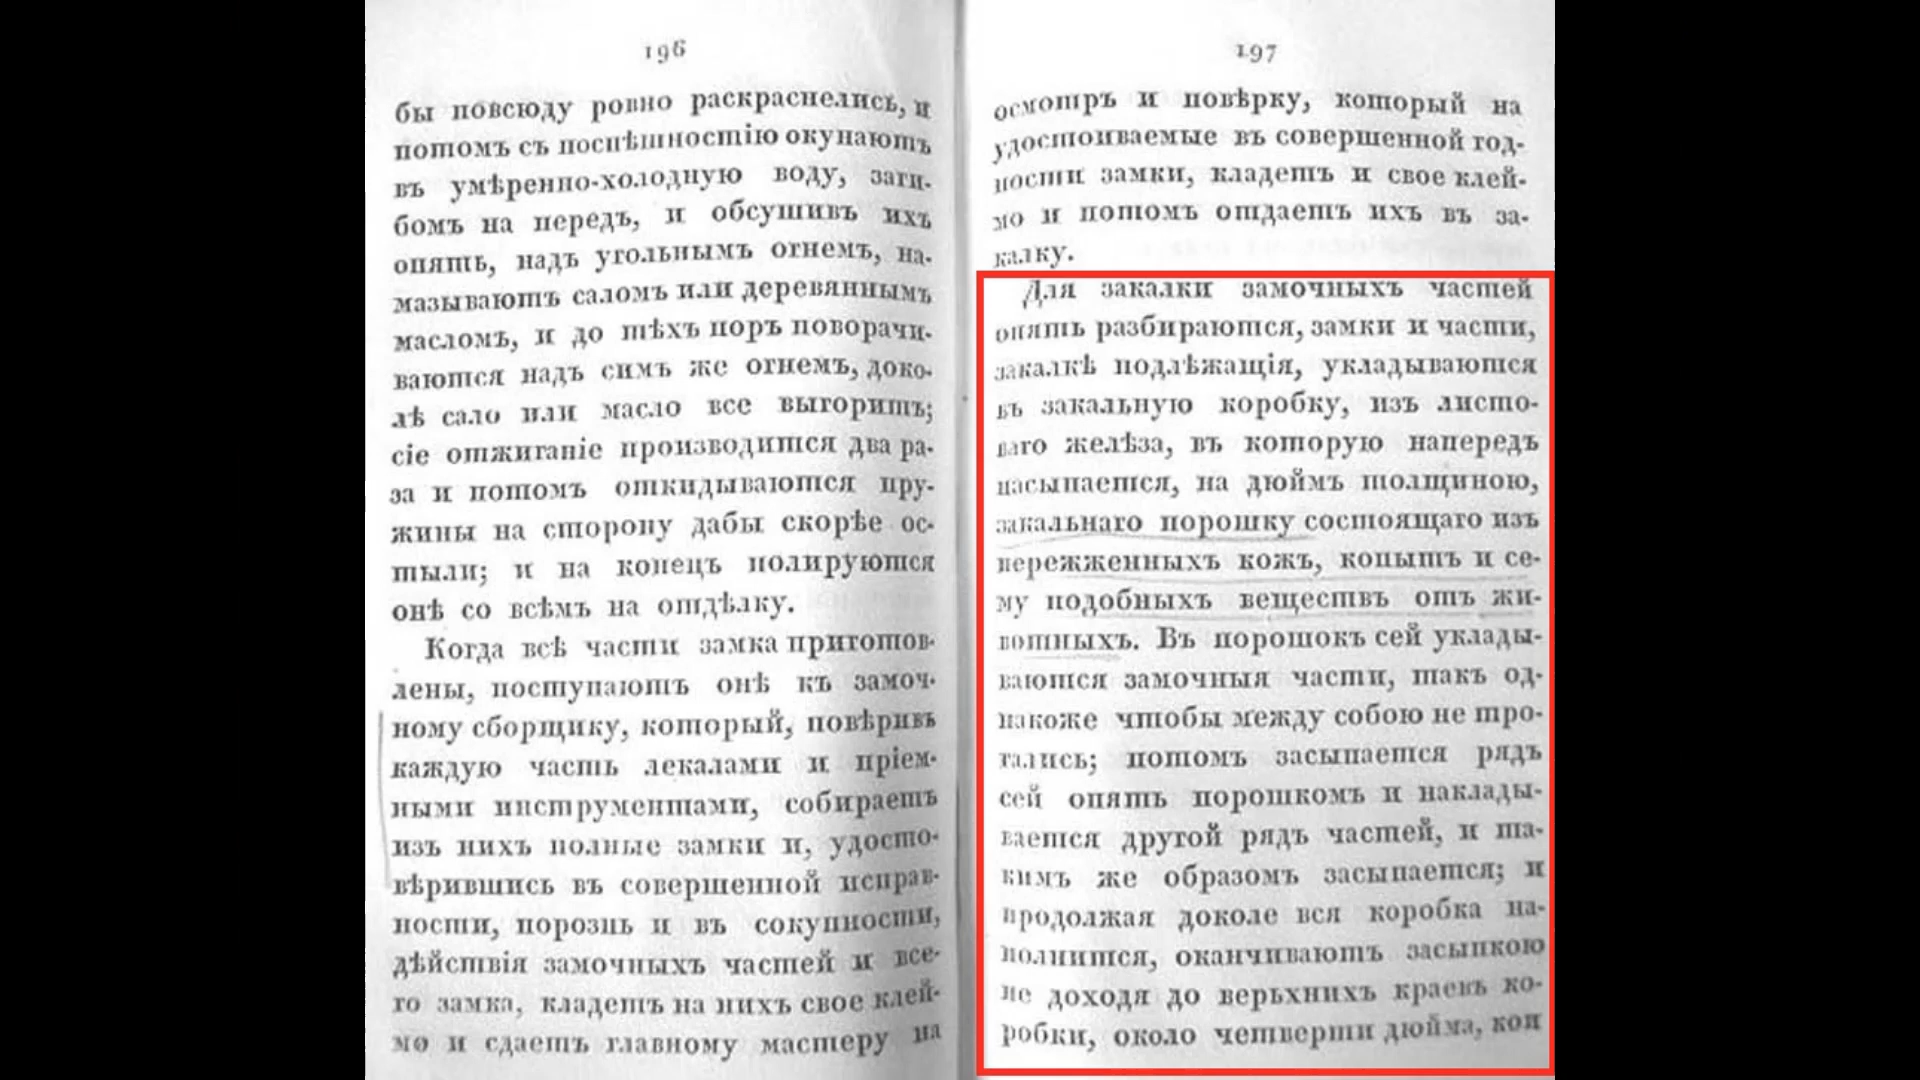 196
бы повсюду ровно раскраснелись, и
потомъ съ поспѣшностію окунаютъ
въ умѣренно-холодную воду, заги-
бомъ на передъ, и обсушивъ ихъ
опять, надъ угольнымъ огнемъ, на-
мазываютъ саломъ или деревяннымъ
масломъ, и до тѣхъ поръ поворачи-
ваются надъ симъ же огнемъ, доко-
лѣ сало или масло все выгоритъ;
сіе отжиганіе производится два ра-
за и потомъ откидываются пру-
жины на сторону дабы скорѣе ос-
тыли; и на конецъ полируются
онѣ со всѣмъ на отдѣлку.
Когда всѣ части замка приготов-
лены, поступаютъ онѣ къ замоч-
ному сборщику, который, повѣривъ
каждую часть лекалами и пріем-
ными инструментами, собираетъ
изъ нихъ полные замки и, удосто-
вѣрившись въ совершенной исправ-
ности, порознь и въ сокупности,
дѣйствія замочныхъ частей и все-
го замка, кладетъ на нихъ свое клей-
мо и сдаетъ главному мастеру на
197
осмотръ и повѣрку, который на
удостоиваемые въ совершенной год-
ности замки, кладетъ и свое клей-
мо и потомъ отдаетъ ихъ въ за-
калку.
Для закалки замочныхъ частей
опять разбираются, замки и части,
закалкѣ подлѣжащія, укладываются
въ закальную коробку, изъ листо-
ваго желѣза, въ которую напередъ
насыпается, на дюймъ толщиною,
закальнаго порошку состоящаго изъ
пережженныхъ кожъ, копытъ и се-
му подобныхъ веществъ отъ жи-
вотныхъ. Въ порошокъ сей уклады-
ваются замочныя части, такъ од-
накоже чтобы между собою не тро-
гались; потомъ засыпается рядъ
сей опять порошкомъ и наклады-
вается другой рядъ частей, и та-
кимъ же образомъ засыпается; и
продолжая доколе вся коробка на-
полнится, оканчиваютъ засыпкою
не доходя до верьхнихъ краевъ ко-
робки, около четверти дюйма, кои